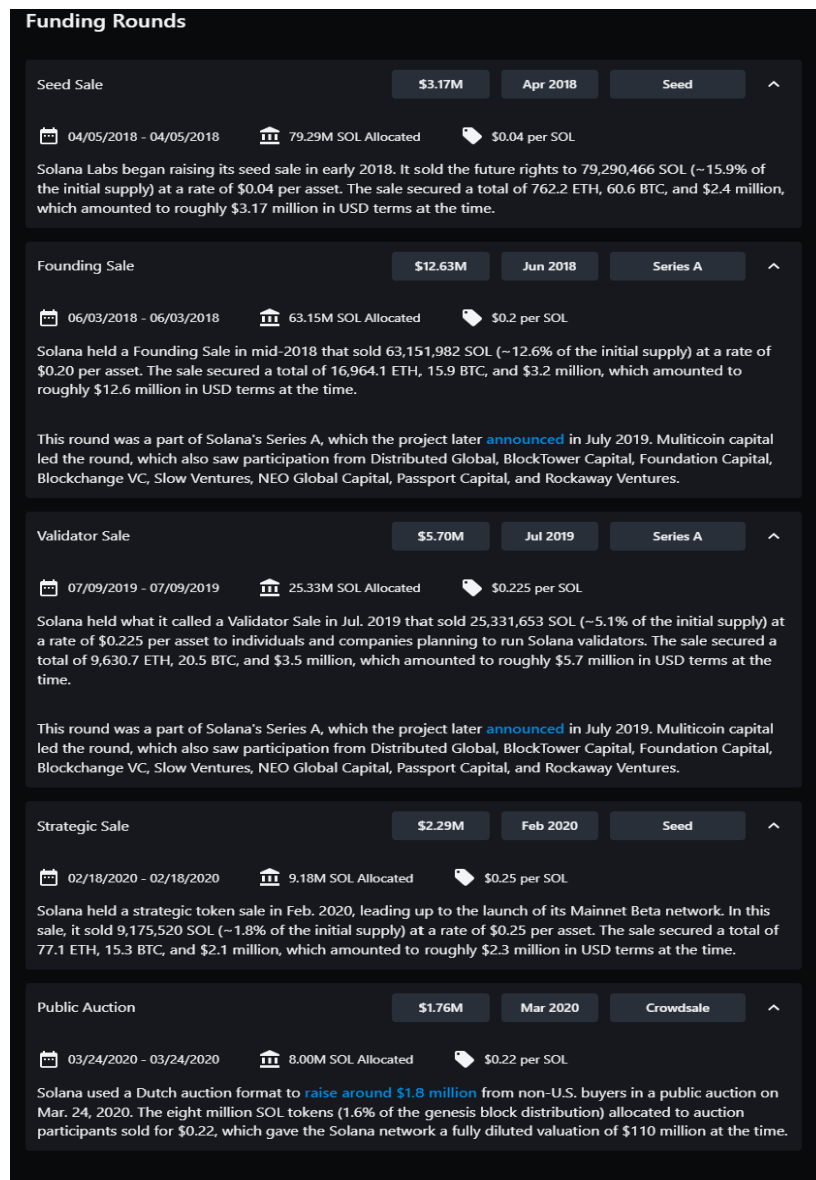 Funding Rounds
Seed Sale $3.17M Apr 2018 Seed
04/05/2018 - 04/05/2018 79.29M SOL Allocated $0.04 per SOL
Solana Labs began raising its seed sale in early 2018. It sold the future rights to 79,290,466 SOL (~15.9% of
the initial supply) at a rate of $0.04 per asset. The sale secured a total of 762.2 ETH, 60.6 BTC, and $2.4 million,
which amounted to roughly $3.17 million in USD terms at the time.
Founding Sale $12.63M Jun 2018 Series A
06/03/2018 - 06/03/2018 63.15M SOL Allocated $0.2 per SOL
Solana held a Founding Sale in mid-2018 that sold 63,151,982 SOL (~12.6% of the initial supply) at a rate of
$0.20 per asset. The sale secured a total of 16,964.1 ETH, 15.9 BTC, and $3.2 million, which amounted to
roughly $12.6 million in USD terms at the time.
This round was a part of Solana's Series A, which the project later announced in July 2019. Muliticoin capital
led the round, which also saw participation from Distributed Global, BlockTower Capital, Foundation Capital,
Blockchange VC, Slow Ventures, NEO Global Capital, Passport Capital, and Rockaway Ventures.
Validator Sale $5.70M Jul 2019 Series A
07/09/2019 - 07/09/2019 25.33M SOL Allocated $0.225 per SOL
Solana held what it called a Validator Sale in Jul. 2019 that sold 25,331,653 SOL (~5.1% of the initial supply) at
a rate of $0.225 per asset to individuals and companies planning to run Solana validators. The sale secured a
total of 9,630.7 ETH, 20.5 BTC, and $3.5 million, which amounted to roughly $5.7 million in USD terms at the
time.
This round was a part of Solana's Series A, which the project later announced in July 2019. Muliticoin capital
led the round, which also saw participation from Distributed Global, BlockTower Capital, Foundation Capital,
Blockchange VC, Slow Ventures, NEO Global Capital, Passport Capital, and Rockaway Ventures.
Strategic Sale $2.29M Feb 2020 Seed
02/18/2020 - 02/18/2020 9.18M SOL Allocated $0.25 per SOL
Solana held a strategic token sale in Feb. 2020, leading up to the launch of its Mainnet Beta network. In this
sale, it sold 9,175,520 SOL (~1.8% of the initial supply) at a rate of $0.25 per asset. The sale secured a total of
77.1 ETH, 15.3 BTC, and $2.1 million, which amounted to roughly $2.3 million in USD terms at the time.
Public Auction $1.76M Mar 2020 Crowdsale
03/24/2020 - 03/24/2020 8.00M SOL Allocated $0.22 per SOL
Solana used a Dutch auction format to raise around $1.8 million from non-U.S. buyers in a public auction on
Mar. 24, 2020. The eight million SOL tokens (1.6% of the genesis block distribution) allocated to auction
participants sold for $0.22, which gave the Solana network a fully diluted valuation of $110 million at the time.